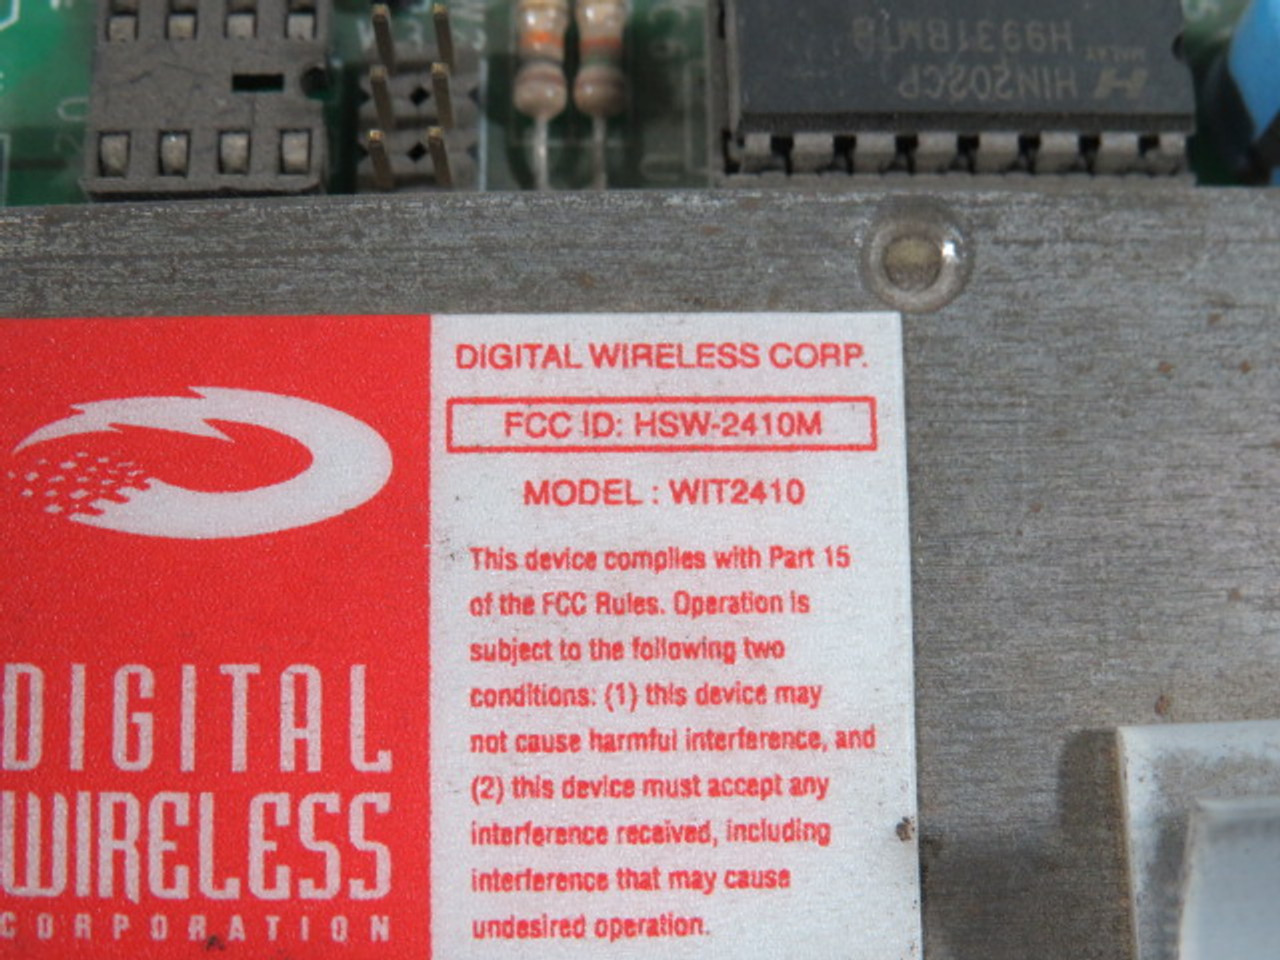 HIN202CP
H9931BMTB
MALAY
DIGITAL
WIRELESS
CORPORATION
DIGITAL WIRELESS CORP.
FCC ID: HSW-2410M
MODEL : WIT2410
This device complies with Part 15
of the FCC Rules. Operation is
subject to the following two
conditions: (1) this device may
not cause harmful interference, and
(2) this device must accept any
interference received, including
interference that may cause
undesired operation.